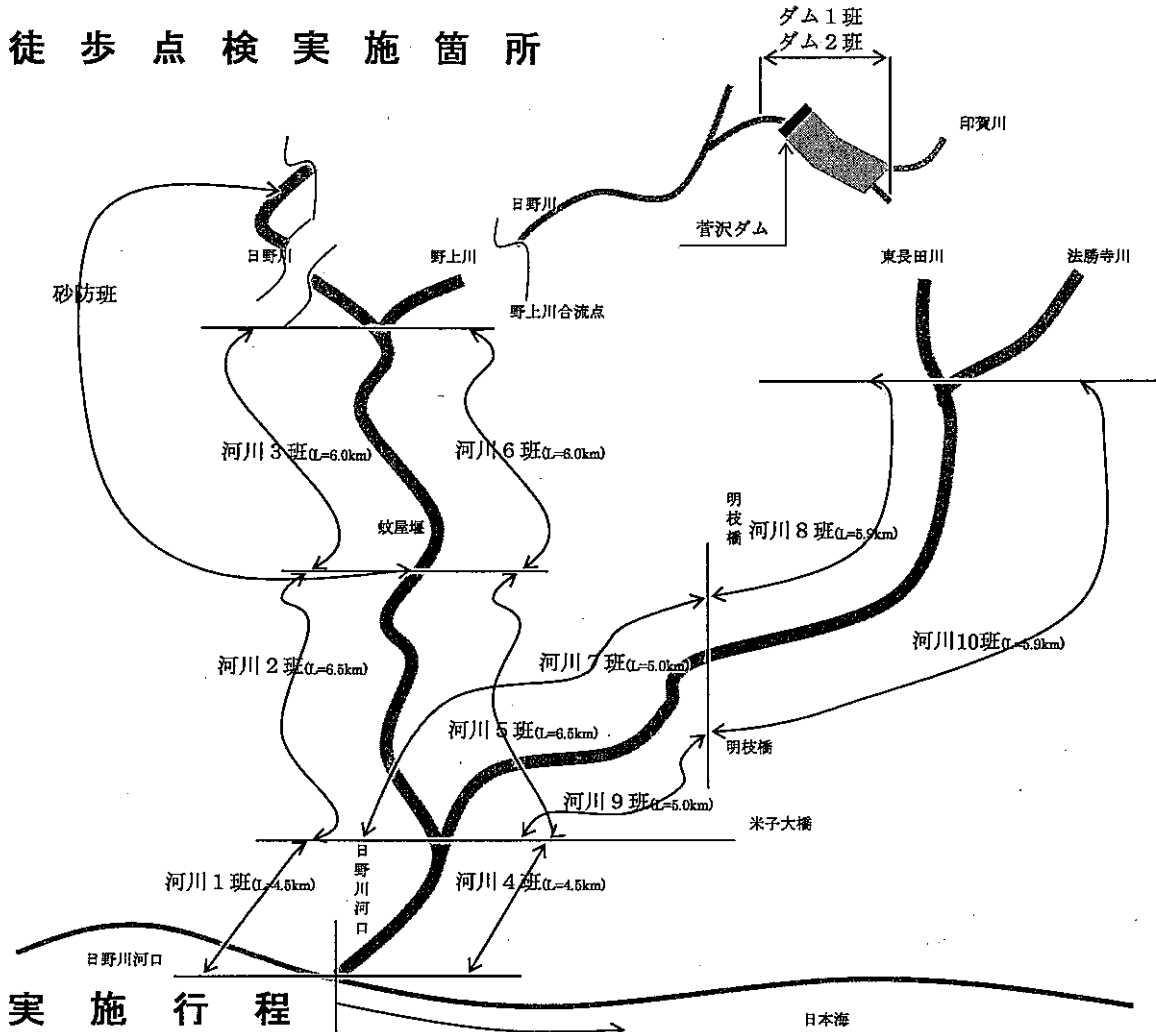 徒歩点検実施箇所
ダム1班
ダム2班
印賀川
日野川
菅沢ダム
日野川
野上川
東長田川
法勝寺川
砂防班
野上川合流点
河川3班(L=6.0km)
河川6班(L=6.0km)
明枝橋
蚊屋堰
河川8班(L=5.9km)
河川2班(L=6.5km)
河川7班(L=5.0km)
河川10班(L=5.9km)
河川5班(L=6.5km)
明枝橋
河川9班(L=5.0km)
米子大橋
日野川河口
河川1班(L=4.5km)
河川4班(L=4.5km)
日野川河口
実施行程
日本海